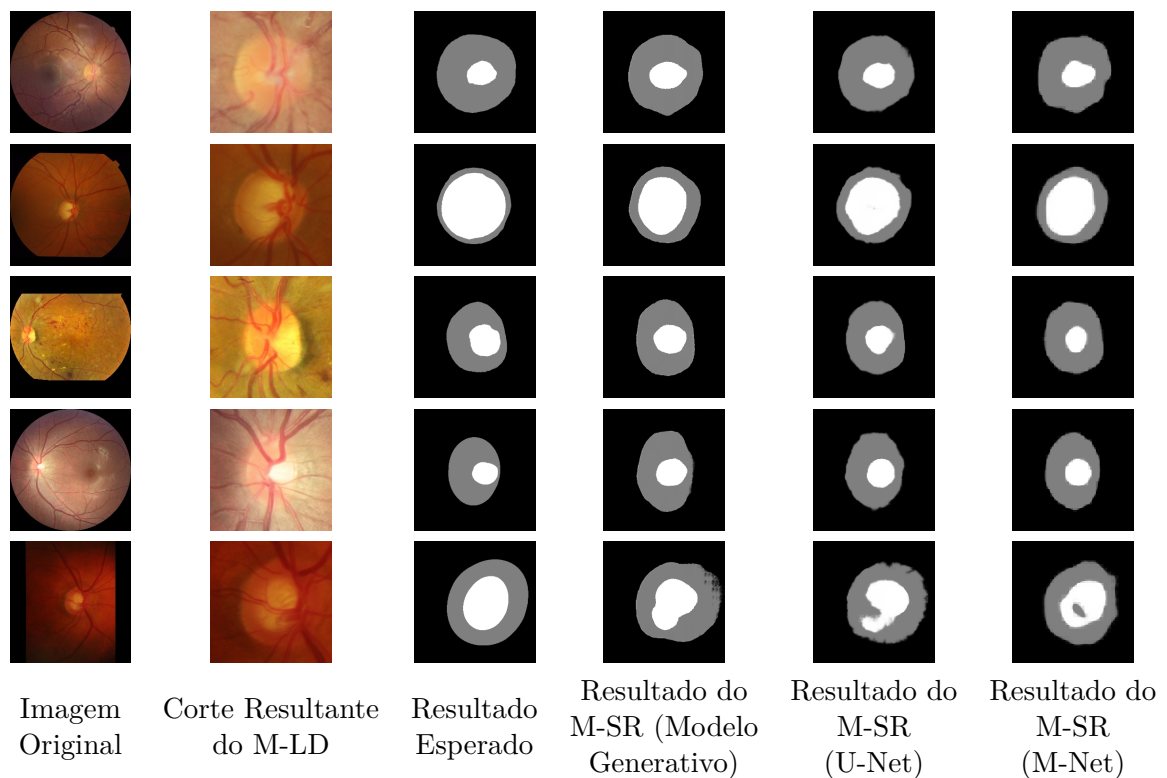 Imagem
Original
Corte Resultante
do M-LD
Resultado
Esperado
Resultado do
M-SR (Modelo
Generativo)
Resultado do
M-SR
(U-Net)
Resultado do
M-SR
(M-Net)